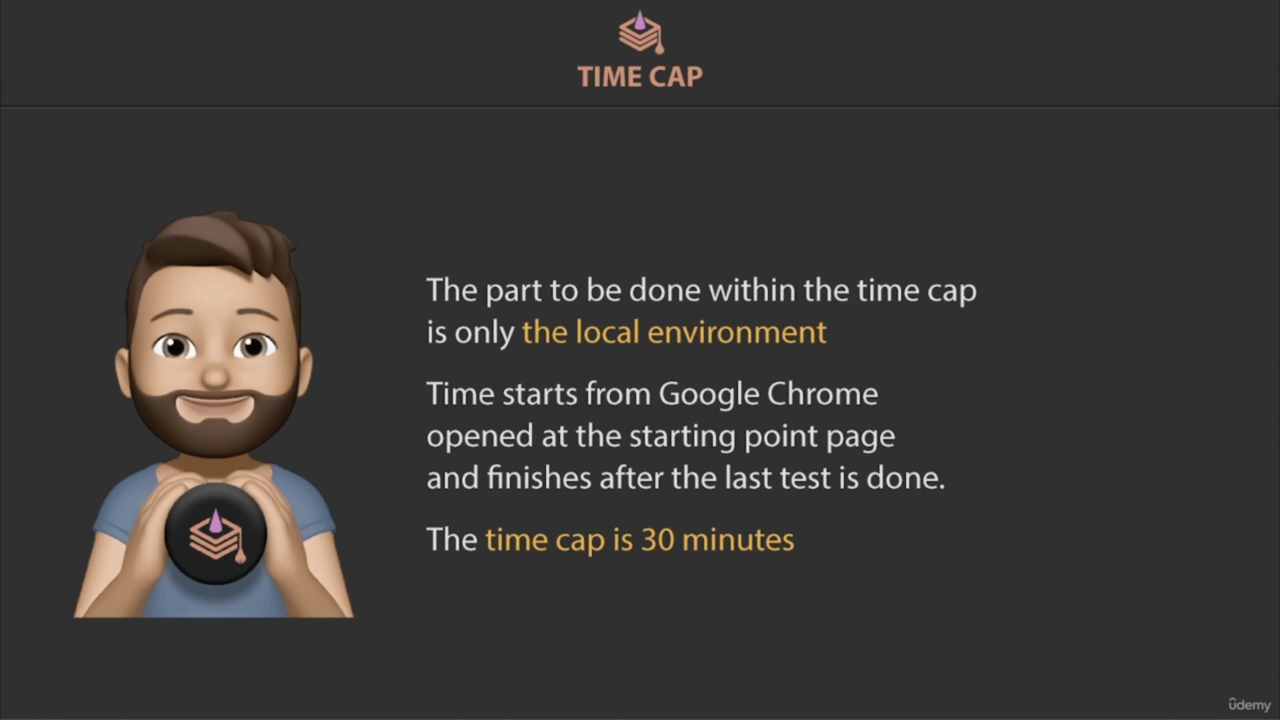 TIME CAP
The part to be done within the time cap
is only the local environment
Time starts from Google Chrome
opened at the starting point page
and finishes after the last test is done.
The time cap is 30 minutes
ûdemy